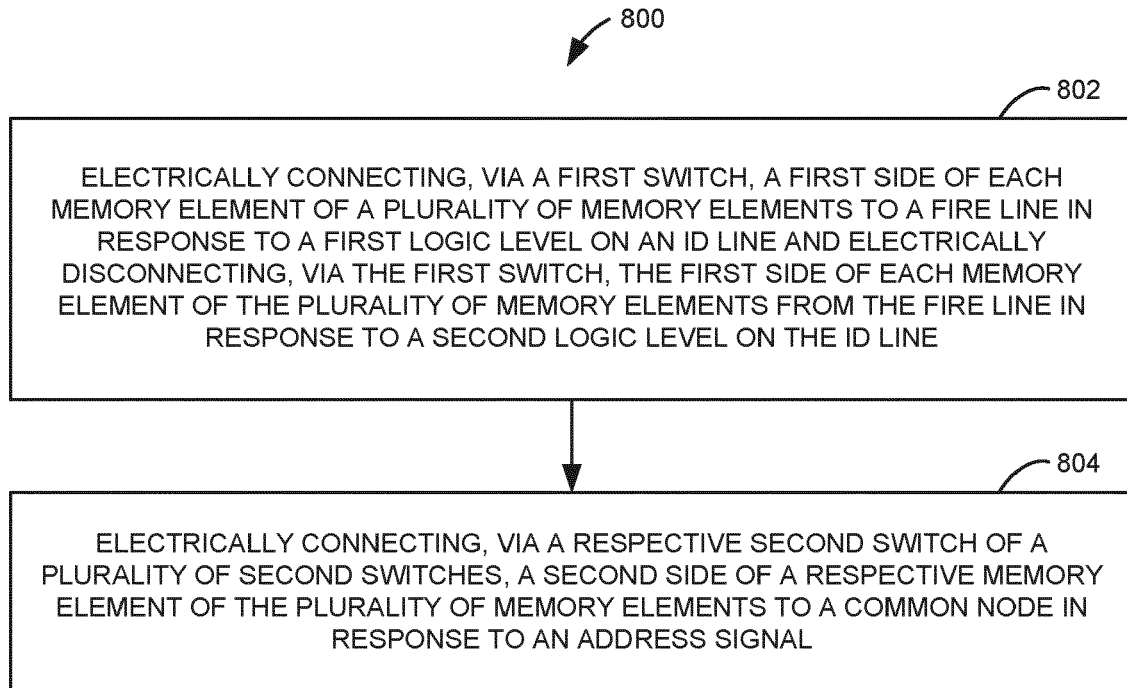 800
802
ELECTRICALLY CONNECTING, VIA A FIRST SWITCH, A FIRST SIDE OF EACH
MEMORY ELEMENT OF A PLURALITY OF MEMORY ELEMENTS TO A FIRE LINE IN
RESPONSE TO A FIRST LOGIC LEVEL ON AN ID LINE AND ELECTRICALLY
DISCONNECTING, VIA THE FIRST SWITCH, THE FIRST SIDE OF EACH MEMORY
ELEMENT OF THE PLURALITY OF MEMORY ELEMENTS FROM THE FIRE LINE IN
RESPONSE TO A SECOND LOGIC LEVEL ON THE ID LINE
804
ELECTRICALLY CONNECTING, VIA A RESPECTIVE SECOND SWITCH OF A
PLURALITY OF SECOND SWITCHES, A SECOND SIDE OF A RESPECTIVE MEMORY
ELEMENT OF THE PLURALITY OF MEMORY ELEMENTS TO A COMMON NODE IN
RESPONSE TO AN ADDRESS SIGNAL